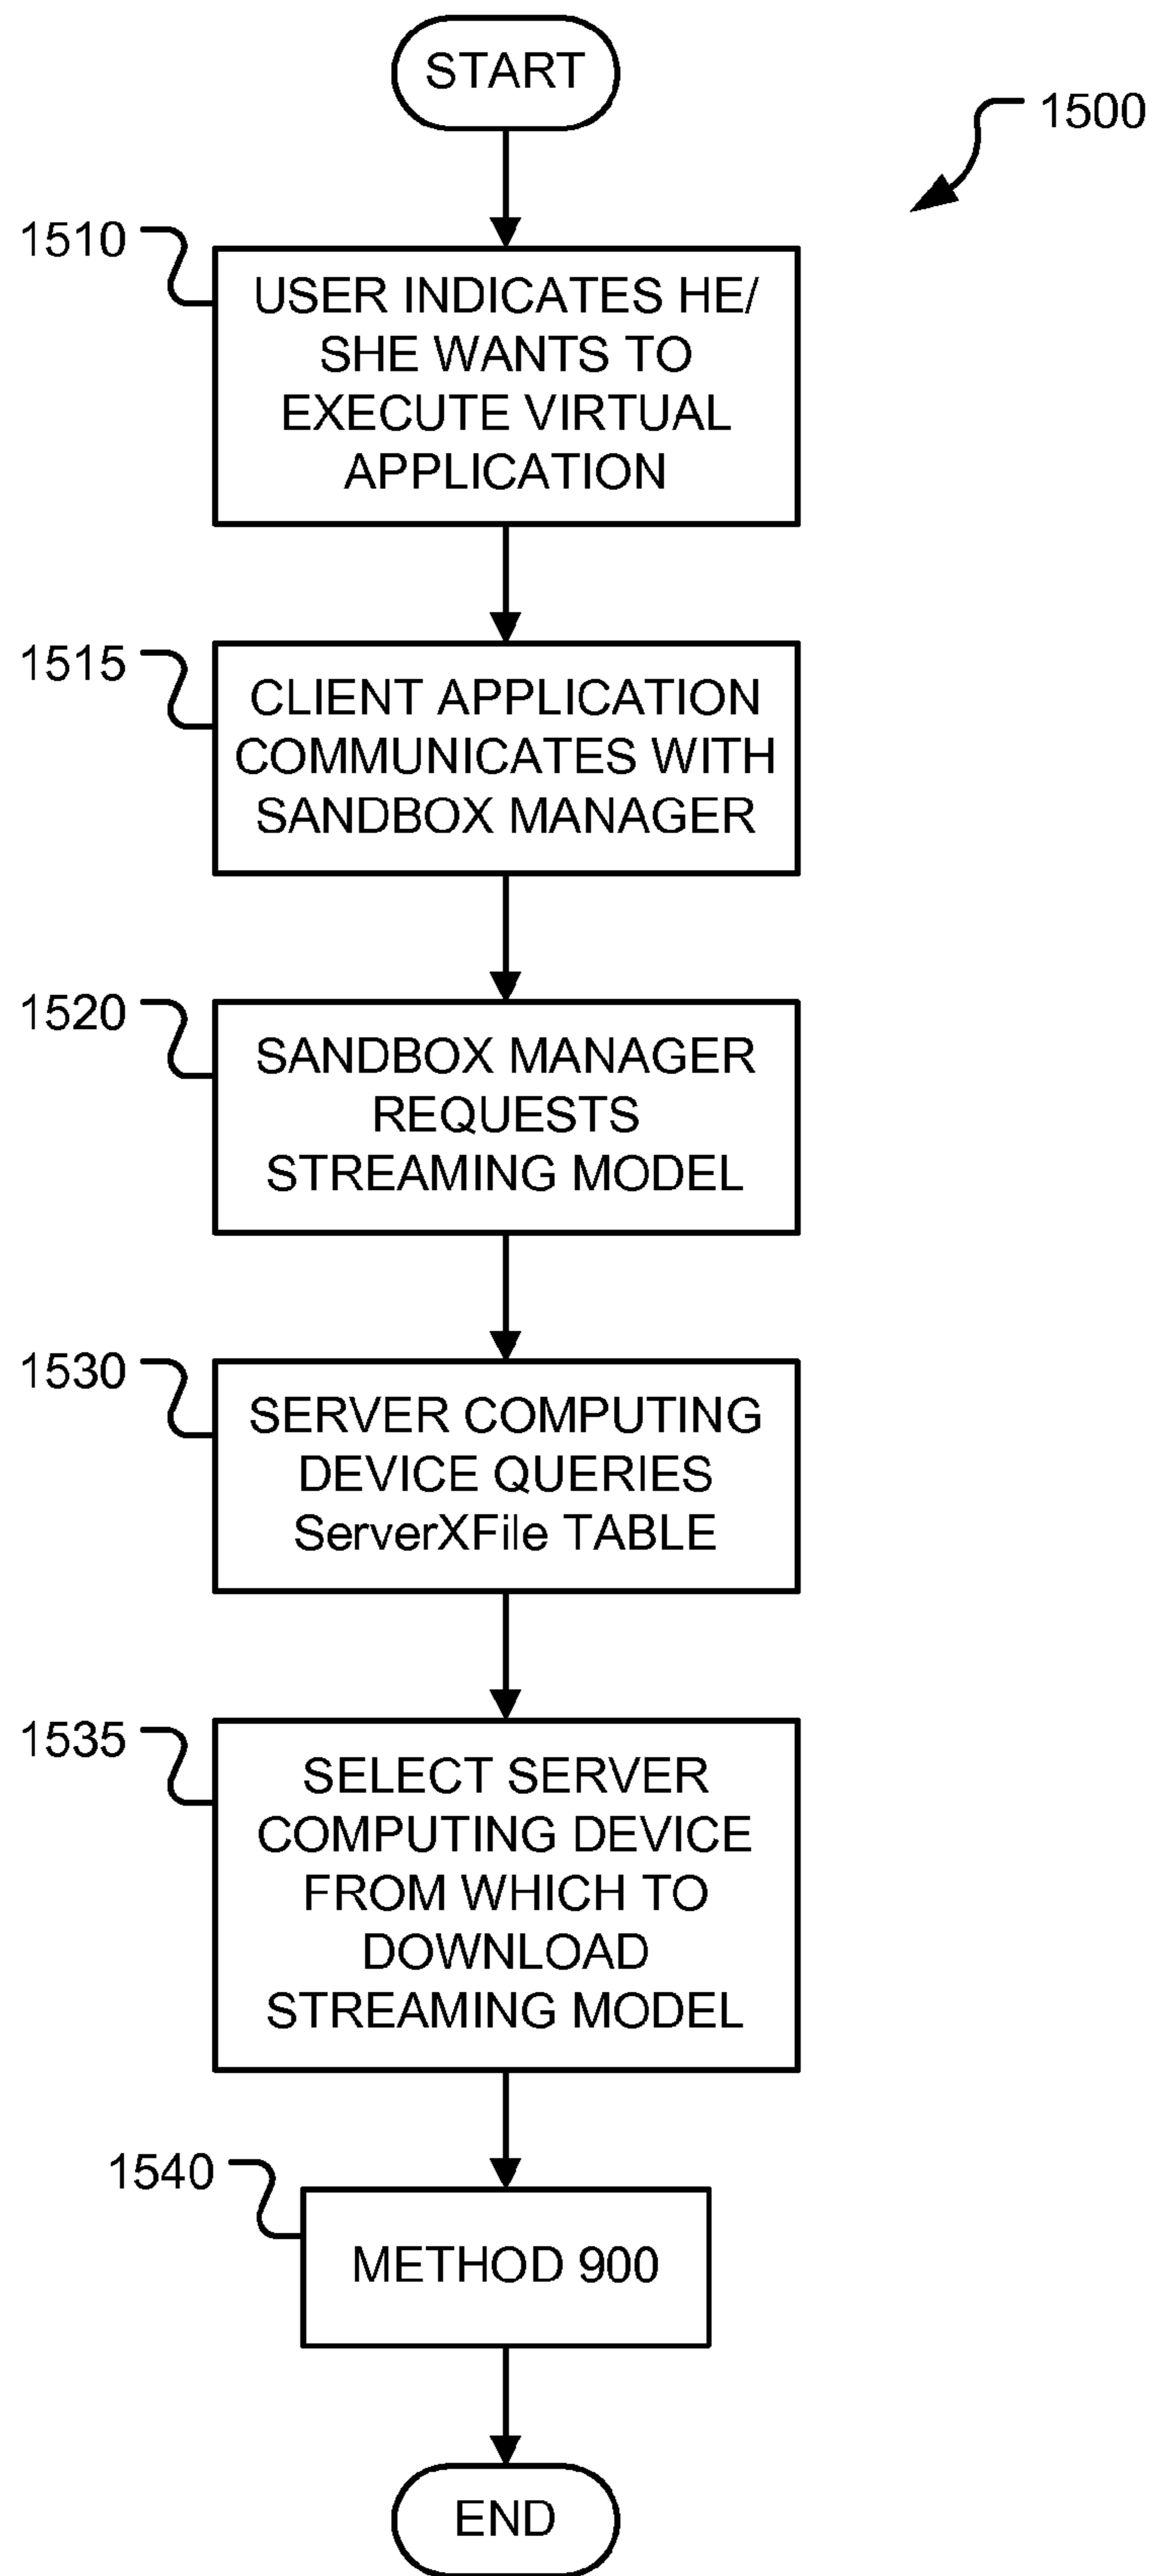 START
1500
1510
USER INDICATES HE/
SHE WANTS TO
EXECUTE VIRTUAL
APPLICATION
1515
CLIENT APPLICATION
COMMUNICATES WITH
SANDBOX MANAGER
1520
SANDBOX MANAGER
REQUESTS
STREAMING MODEL
1530
SERVER COMPUTING
DEVICE QUERIES
ServerXFile TABLE
1535
SELECT SERVER
COMPUTING DEVICE
FROM WHICH TO
DOWNLOAD
STREAMING MODEL
1540
METHOD 900
END